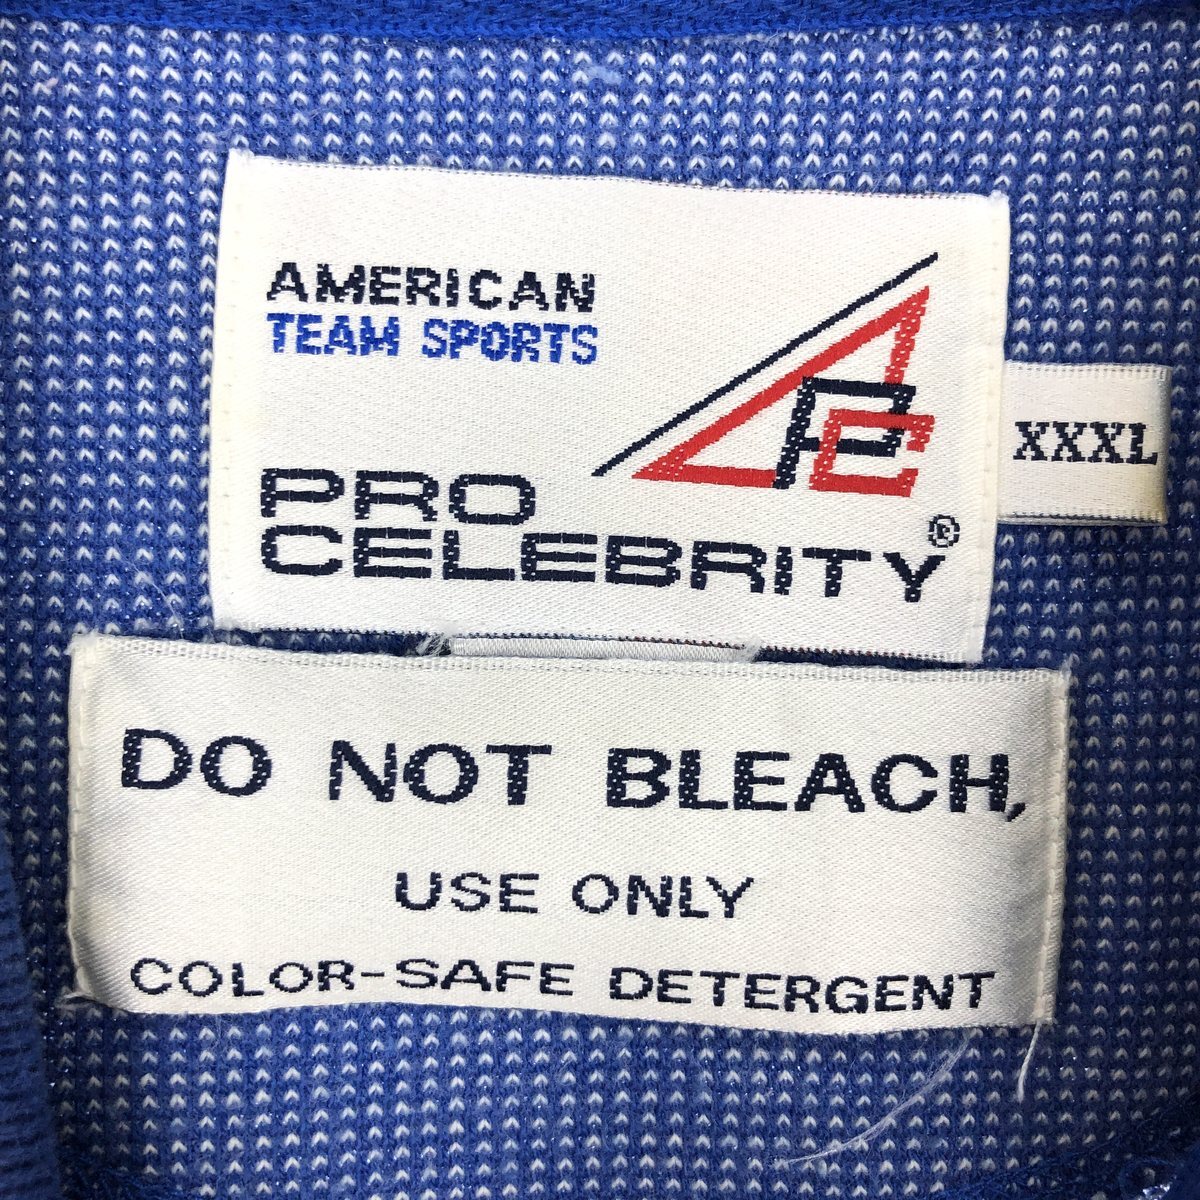 AMERICAN
TEAM SPORTS
PC
PRO
CELEBRITY®
XXXL
DO NOT BLEACH,
USE ONLY
COLOR-SAFE DETERGENT